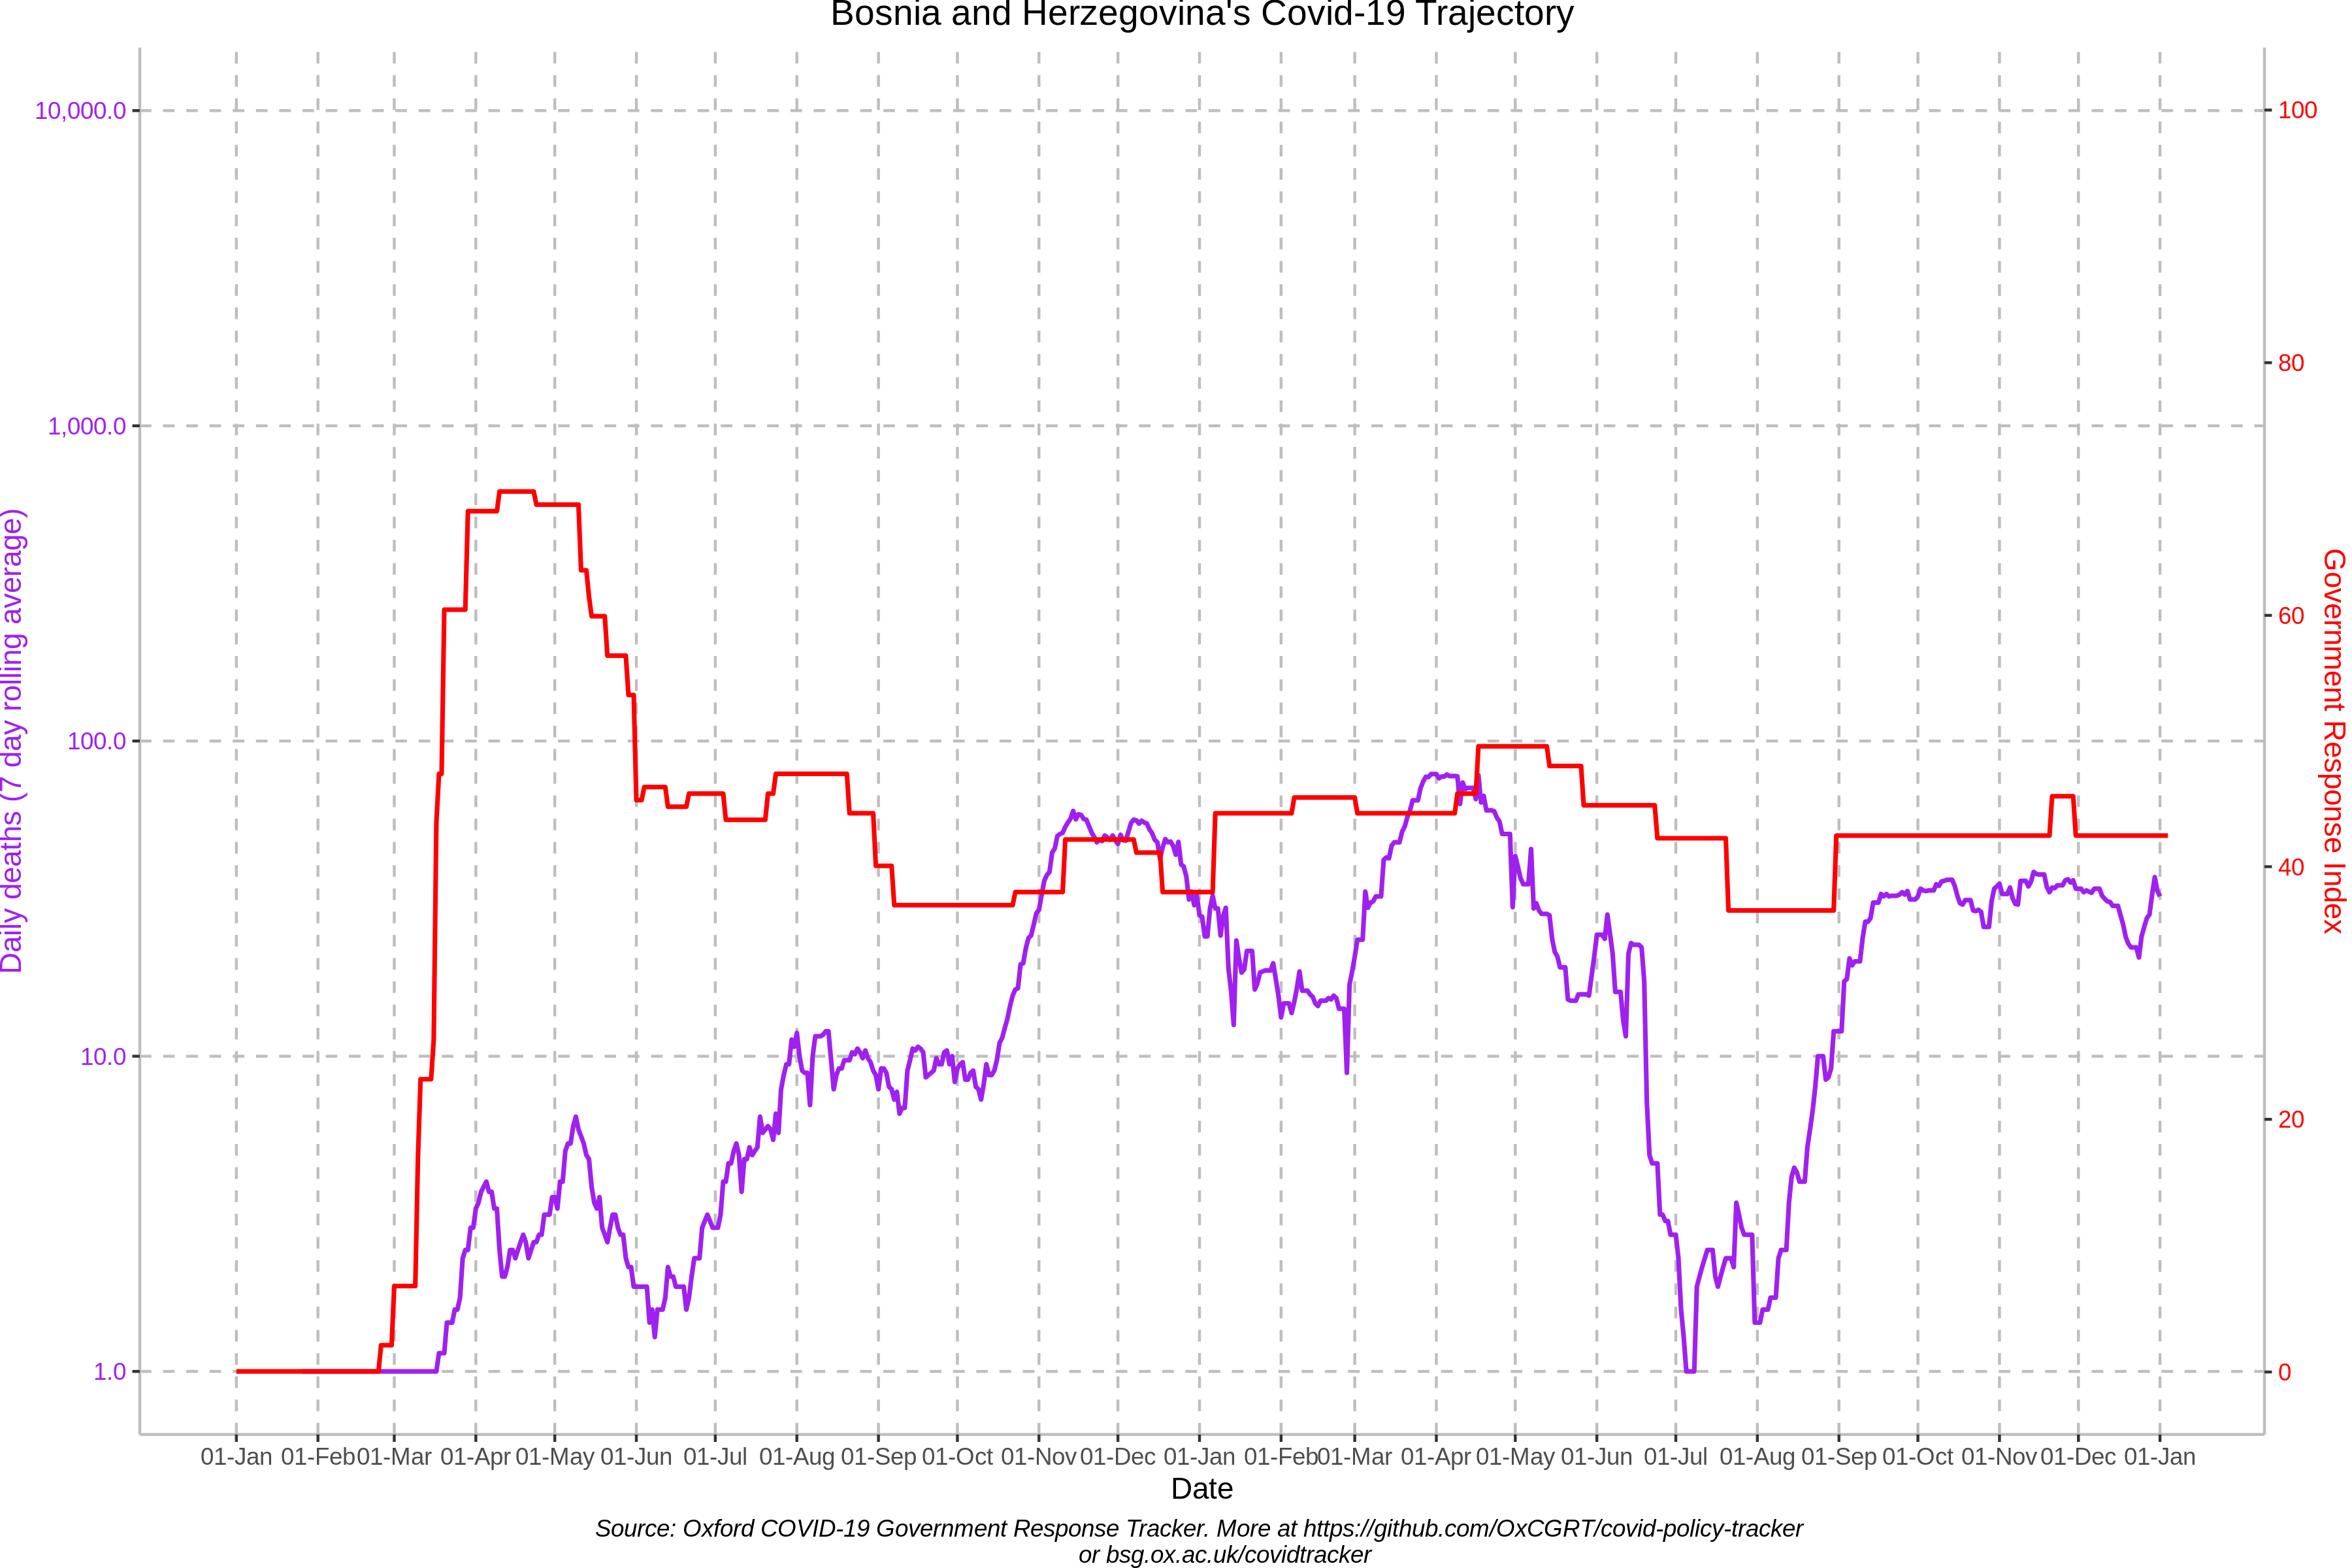 Bosnia and Herzegovina's Covid-19 Trajectory
Daily deaths (7 day rolling average)
10,000.0
1,000.0
100.0
10.0
1.0
100
80
60
40
20
0
Government Response Index
01-Jan 01-Feb 01-Mar 01-Apr 01-May 01-Jun 01-Jul 01-Aug 01-Sep 01-Oct 01-Nov 01-Dec 01-Jan 01-Feb 01-Mar 01-Apr 01-May 01-Jun 01-Jul 01-Aug 01-Sep 01-Oct 01-Nov 01-Dec 01-Jan
Date
Source: Oxford COVID-19 Government Response Tracker. More at https://github.com/OxCGRT/covid-policy-tracker
or bsg.ox.ac.uk/covidtracker